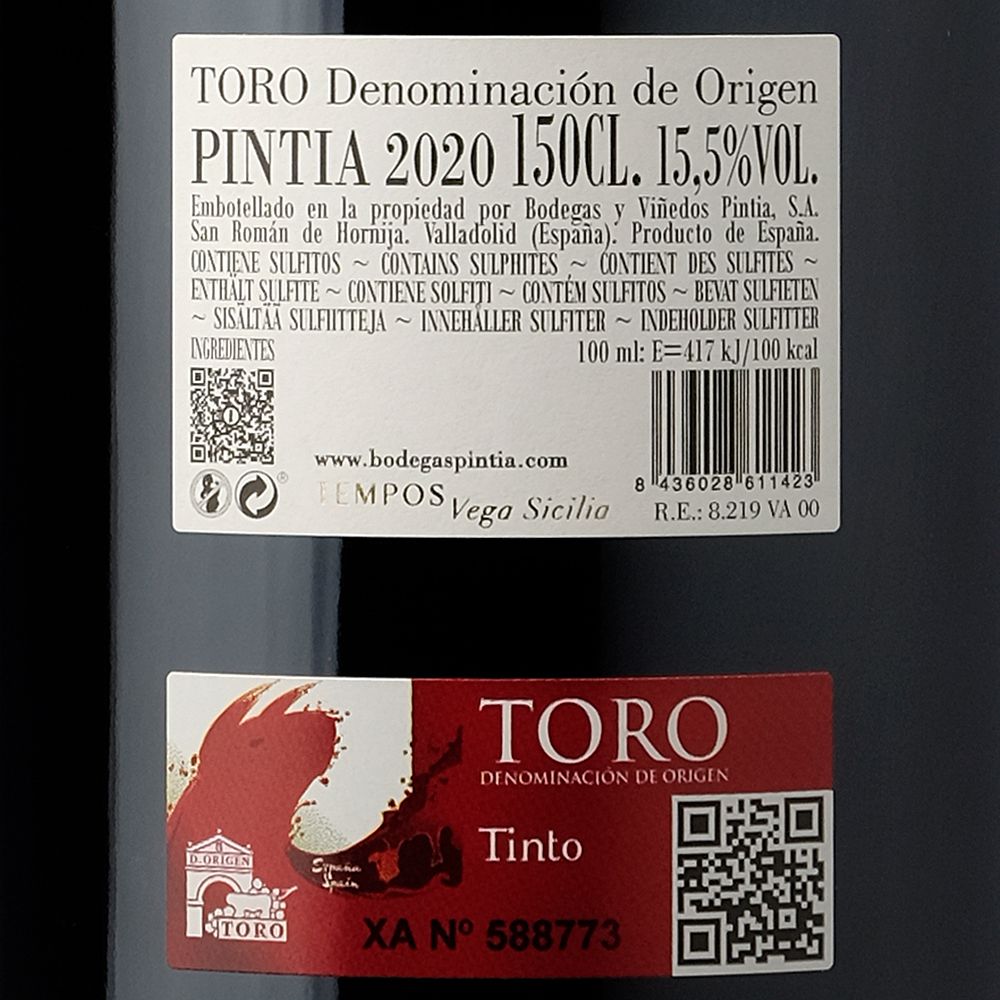 TORO Denominación de Origen
PINTIA 2020 150CL. 15,5%VOL.
Embotellado en la propiedad por Bodegas y Viñedos Pintia, S.A.
San Román de Hornija. Valladolid (España). Producto de España.
CONTIENE SULFITOS ~ CONTAINS SULPHITES ~ CONTIENT DES SULFITES ~
ENTHÄLT SULFITE ~ CONTIENE SOLFITI ~ CONTÉM SULFITOS ~ BEVAT SULFIETEN
~ SISÄLTÄÄ SULFIITTEJA ~ INNEHÅLLER SULFITER ~ INDEHOLDER SULFITTER
INGREDIENTES
100 ml: E=417 kJ/100 kcal
www.bodegaspintia.com
8 436028 611423
®
TEMPOS Vega Sicilia
R.E.: 8.219 VA 00
TORO
DENOMINACIÓN DE ORIGEN
Tinto
D. ORIGEN
TORO
España
Spain
XA Nº 588773